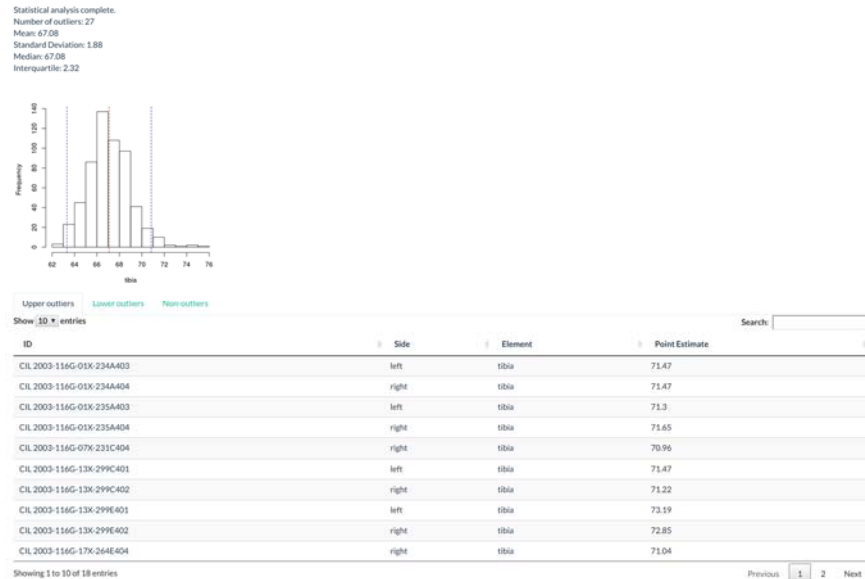 Statistical analysis complete.
Number of outliers: 27
Mean: 67.08
Standard Deviation: 1.88
Median: 67.08
Interquartile: 2.32
Frequency
140
120
100
80
60
40
20
0
62 64 66 68 70 72 74 76
tibia
Upper outliers Lower outliers Non-outliers
Show 10 entries Search:
ID Side Element Point Estimate
CIL 2003-116G-01X-234A403 left tibia 71.47
CIL 2003-116G-01X-234A404 right tibia 71.47
CIL 2003-116G-01X-235A403 left tibia 71.3
CIL 2003-116G-01X-235A404 right tibia 71.65
CIL 2003-116G-07X-231C404 right tibia 70.96
CIL 2003-116G-13X-299C401 left tibia 71.47
CIL 2003-116G-13X-299C402 right tibia 71.22
CIL 2003-116G-13X-299E401 left tibia 73.19
CIL 2003-116G-13X-299E402 right tibia 72.85
CIL 2003-116G-17X-264E404 right tibia 71.04
Showing 1 to 10 of 18 entries Previous 1 2 Next